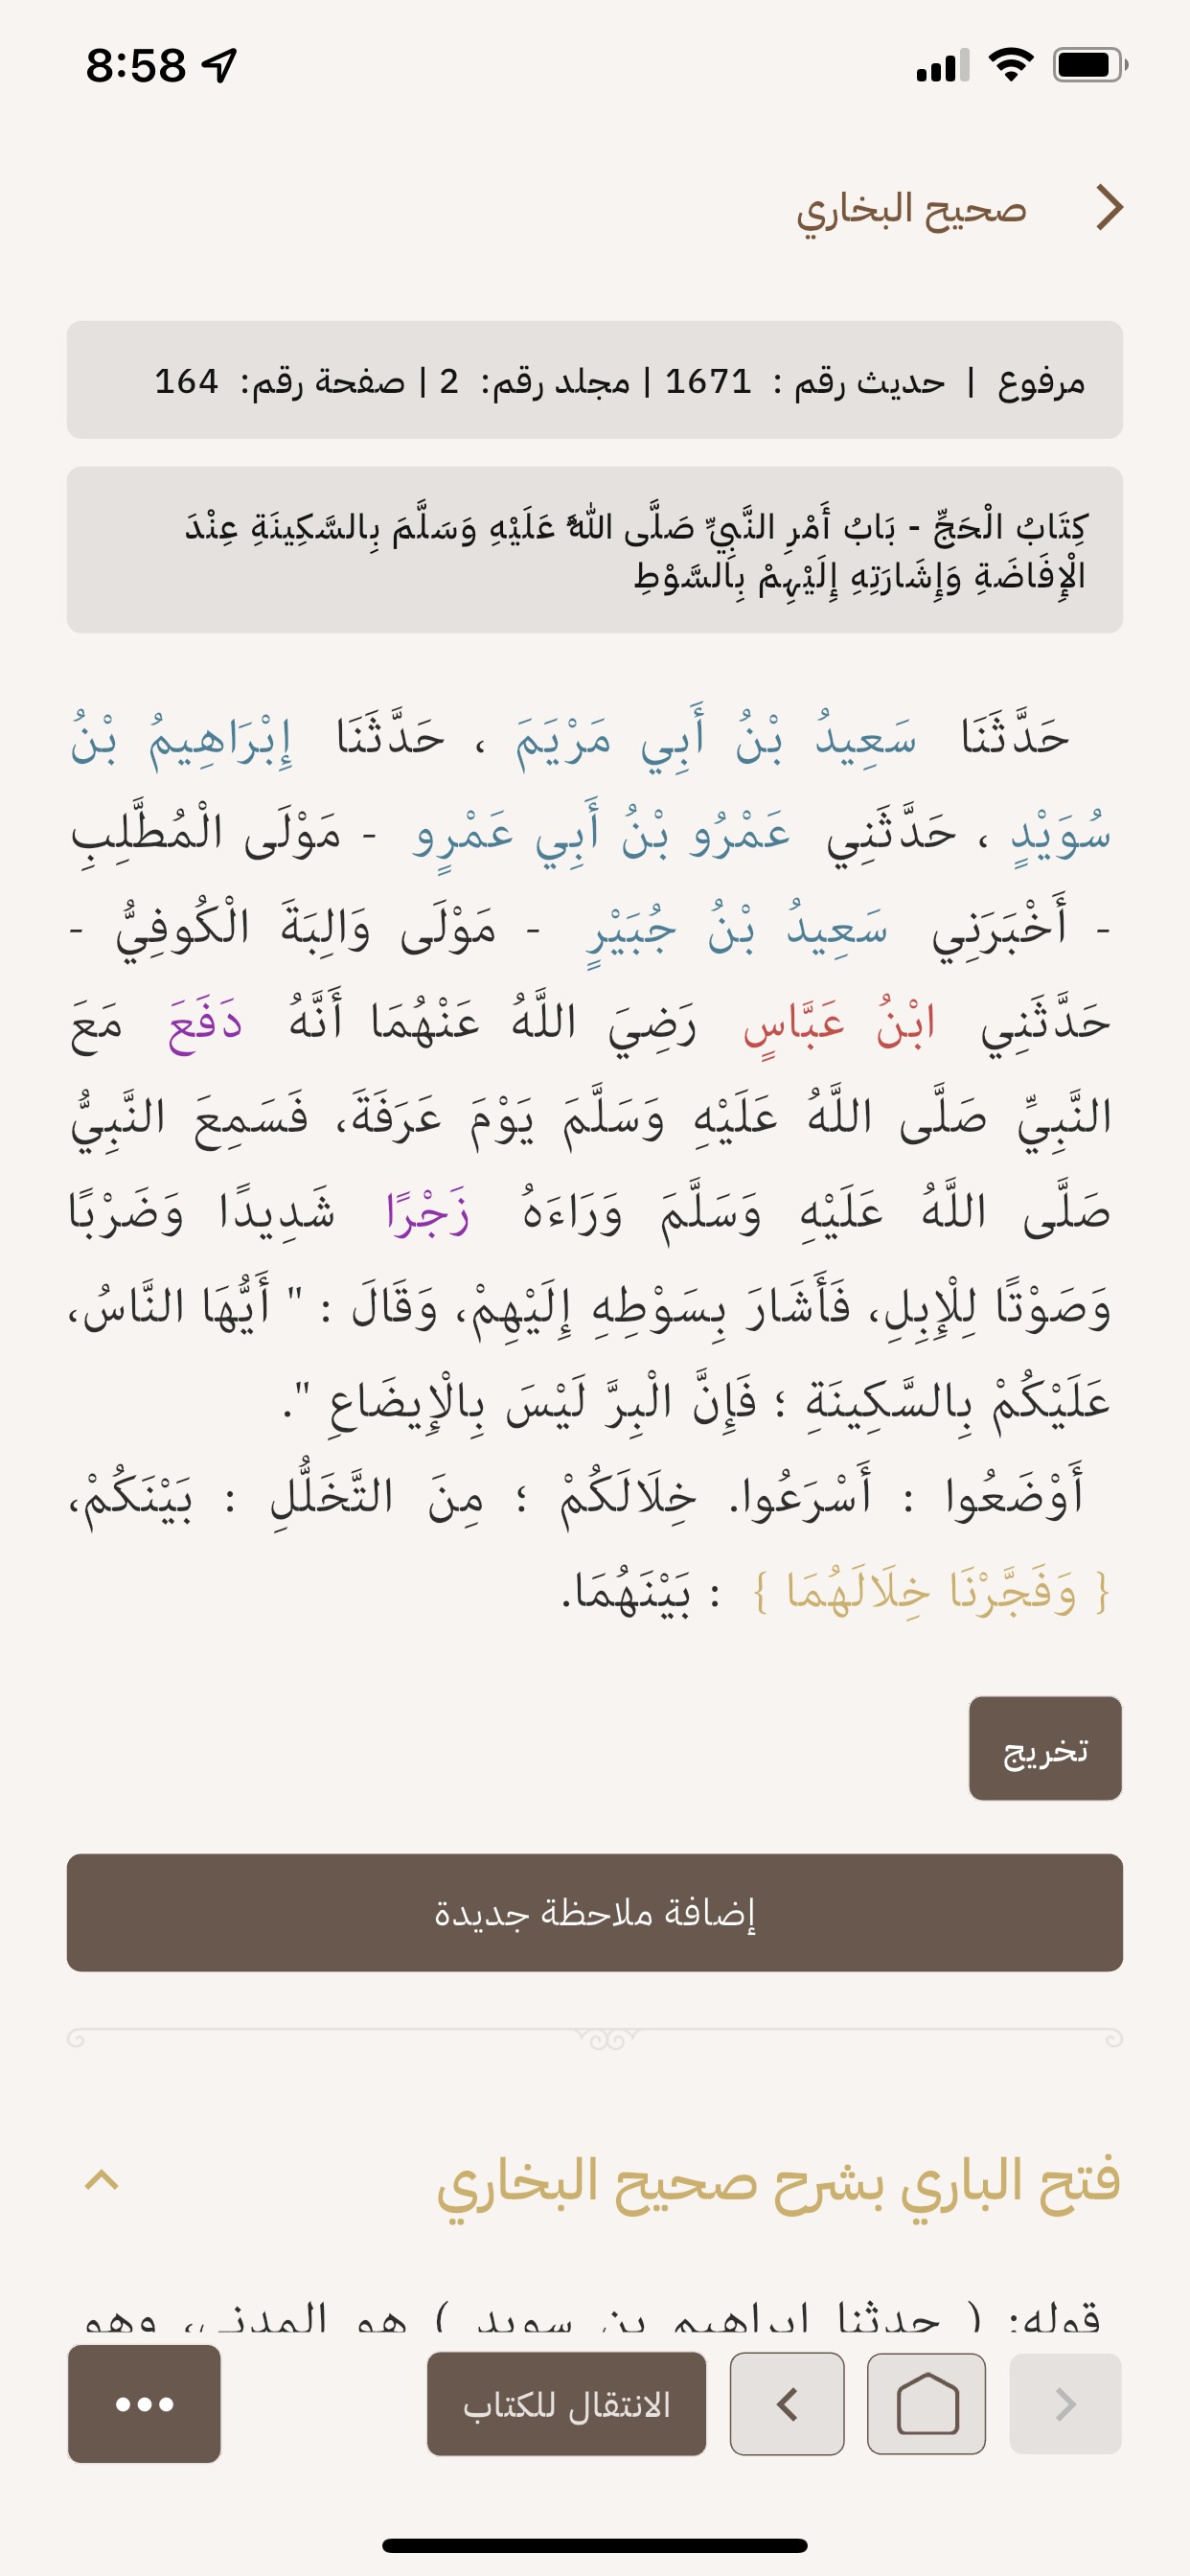 8:58
صحيح البخاري
مرفوع | حديث رقم : 1671 | مجلد رقم: 2 | صفحة رقم: 164
كِتَابُ الْحَجِّ - بَابُ أَمْرِ النَّبِيِّ صَلَّى اللَّهُ عَلَيْهِ وَسَلَّمَ بِالسَّكِينَةِ عِنْدَ
الْإِفَاضَةِ وَإِشَارَتِهِ إِلَيْهِمْ بِالسَّوْطِ
حَدَّثَنَا سَعِيدُ بْنُ أَبِي مَرْيَمَ ، حَدَّثَنَا إِبْرَاهِيمُ بْنُ
سُوَيْدٍ ، حَدَّثَنِي عَمْرُو بْنُ أَبِي عَمْرٍو - مَوْلَى الْمُطَّلِبِ
- أَخْبَرَنِي سَعِيدُ بْنُ جُبَيْرٍ - مَوْلَى وَالِبَةَ الْكُوفِيُّ -
حَدَّثَنِي ابْنُ عَبَّاسٍ رَضِيَ اللَّهُ عَنْهُمَا أَنَّهُ دَفَعَ مَعَ
النَّبِيِّ صَلَّى اللَّهُ عَلَيْهِ وَسَلَّمَ يَوْمَ عَرَفَةَ، فَسَمِعَ النَّبِيُّ
صَلَّى اللَّهُ عَلَيْهِ وَسَلَّمَ وَرَاءَهُ زَجْرًا شَدِيدًا وَضَرْبًا
وَصَوْتًا لِلْإِبِلِ، فَأَشَارَ بِسَوْطِهِ إِلَيْهِمْ، وَقَالَ : " أَيُّهَا النَّاسُ،
عَلَيْكُمْ بِالسَّكِينَةِ ؛ فَإِنَّ الْبِرَّ لَيْسَ بِالْإِيضَاعِ ".
أَوْضَعُوا : أَسْرَعُوا. خِلَالَكُمْ ؛ مِنَ التَّخَلُّلِ : بَيْنَكُمْ،
{ وَفَجَّرْنَا خِلَالَهُمَا } : بَيْنَهُمَا.
تخريج
إضافة ملاحظة جديدة
فتح الباري بشرح صحيح البخاري
قوله: ( حدثنا إبراهيم بن سويد ) هو المدني، وهو
الانتقال للكتاب